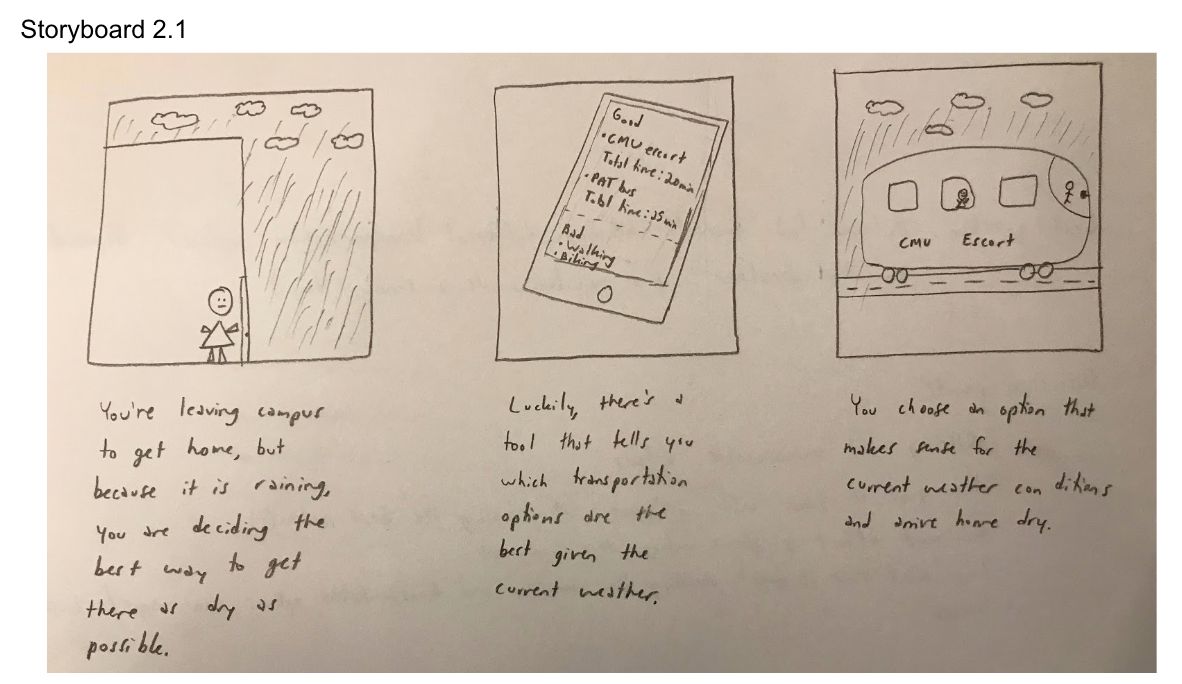 Storyboard 2.1
Good
• CMU escort
Total time: 20min
• PAT bus
Total time: 25min
Bad
• Walking
• Biking
CMU Escort
You're leaving campus
to get home, but
because it is raining,
you are deciding the
best way to get
there as dry as
possible.
Luckily, there's a
tool that tells you
which transportation
options are the
best given the
current weather.
You choose an option that
makes sense for the
current weather conditions
and arrive home dry.